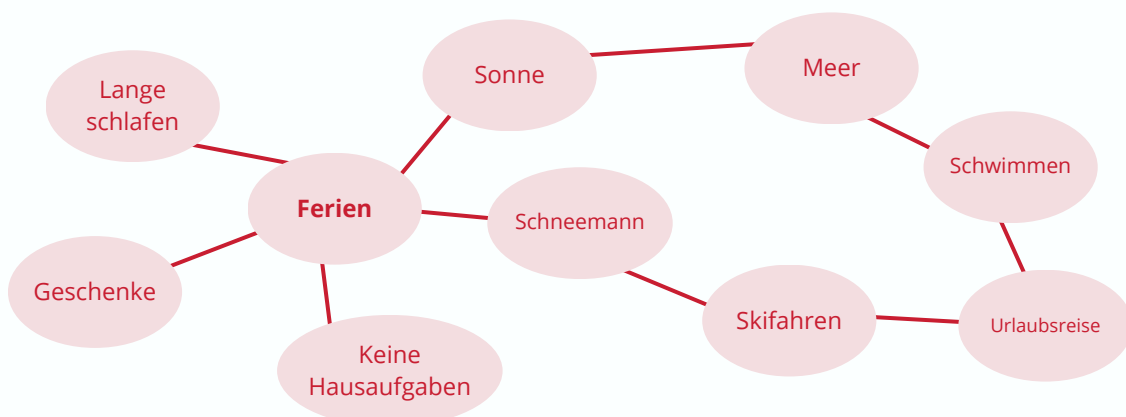 Lange
schlafen
Sonne
Meer
Schwimmen
Ferien
Schneemann
Geschenke
Skifahren
Urlaubsreise
Keine
Hausaufgaben